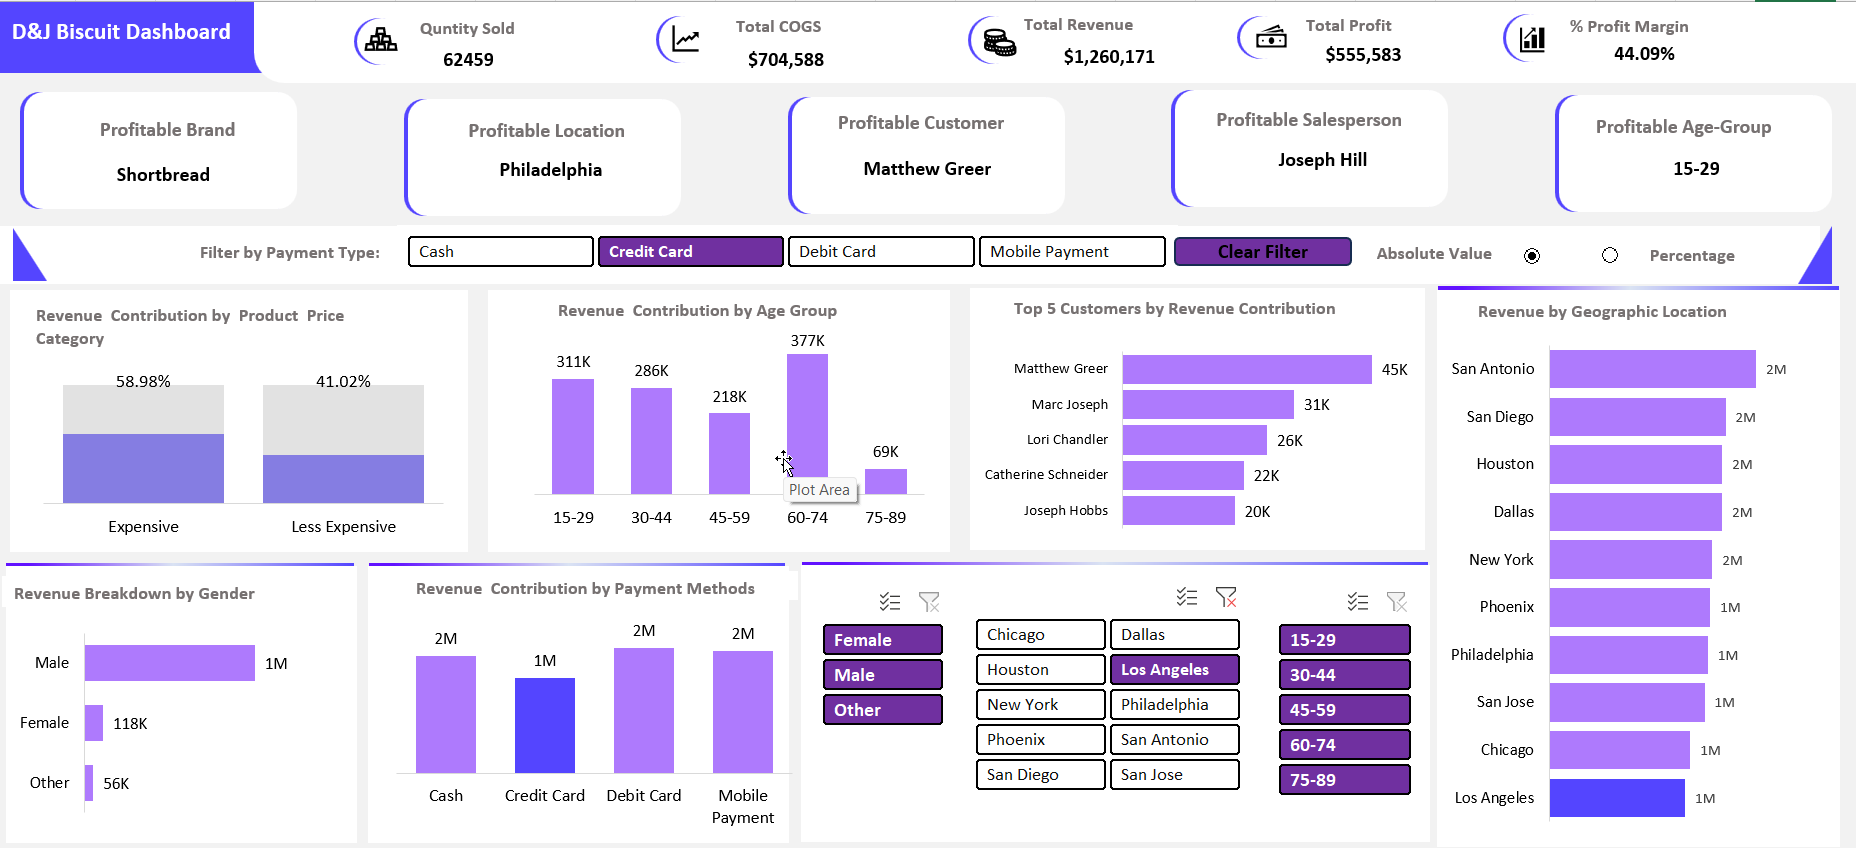 D&J Biscuit Dashboard
Quntity Sold
62459
Total COGS
$704,588
Total Revenue
$1,260,171
Total Profit
$555,583
% Profit Margin
44.09%
Profitable Brand
Shortbread
Profitable Location
Philadelphia
Profitable Customer
Matthew Greer
Profitable Salesperson
Joseph Hill
Profitable Age-Group
15-29
Filter by Payment Type:
Cash
Credit Card
Debit Card
Mobile Payment
Clear Filter
Absolute Value
Percentage
Revenue Contribution by Product Price
Category
58.98%
41.02%
Expensive
Less Expensive
Revenue Contribution by Age Group
311K
286K
218K
377K
69K
Plot Area
15-29
30-44
45-59
60-74
75-89
Top 5 Customers by Revenue Contribution
Matthew Greer 45K
Marc Joseph 31K
Lori Chandler 26K
Catherine Schneider 22K
Joseph Hobbs 20K
Revenue by Geographic Location
San Antonio 2M
San Diego 2M
Houston 2M
Dallas 2M
New York 2M
Phoenix 1M
Philadelphia 1M
San Jose 1M
Chicago 1M
Los Angeles 1M
Revenue Breakdown by Gender
Male 1M
Female 118K
Other 56K
Revenue Contribution by Payment Methods
2M
1M
2M
2M
Cash
Credit Card
Debit Card
Mobile
Payment
Female
Male
Other
Chicago
Dallas
Houston
Los Angeles
New York
Philadelphia
Phoenix
San Antonio
San Diego
San Jose
15-29
30-44
45-59
60-74
75-89